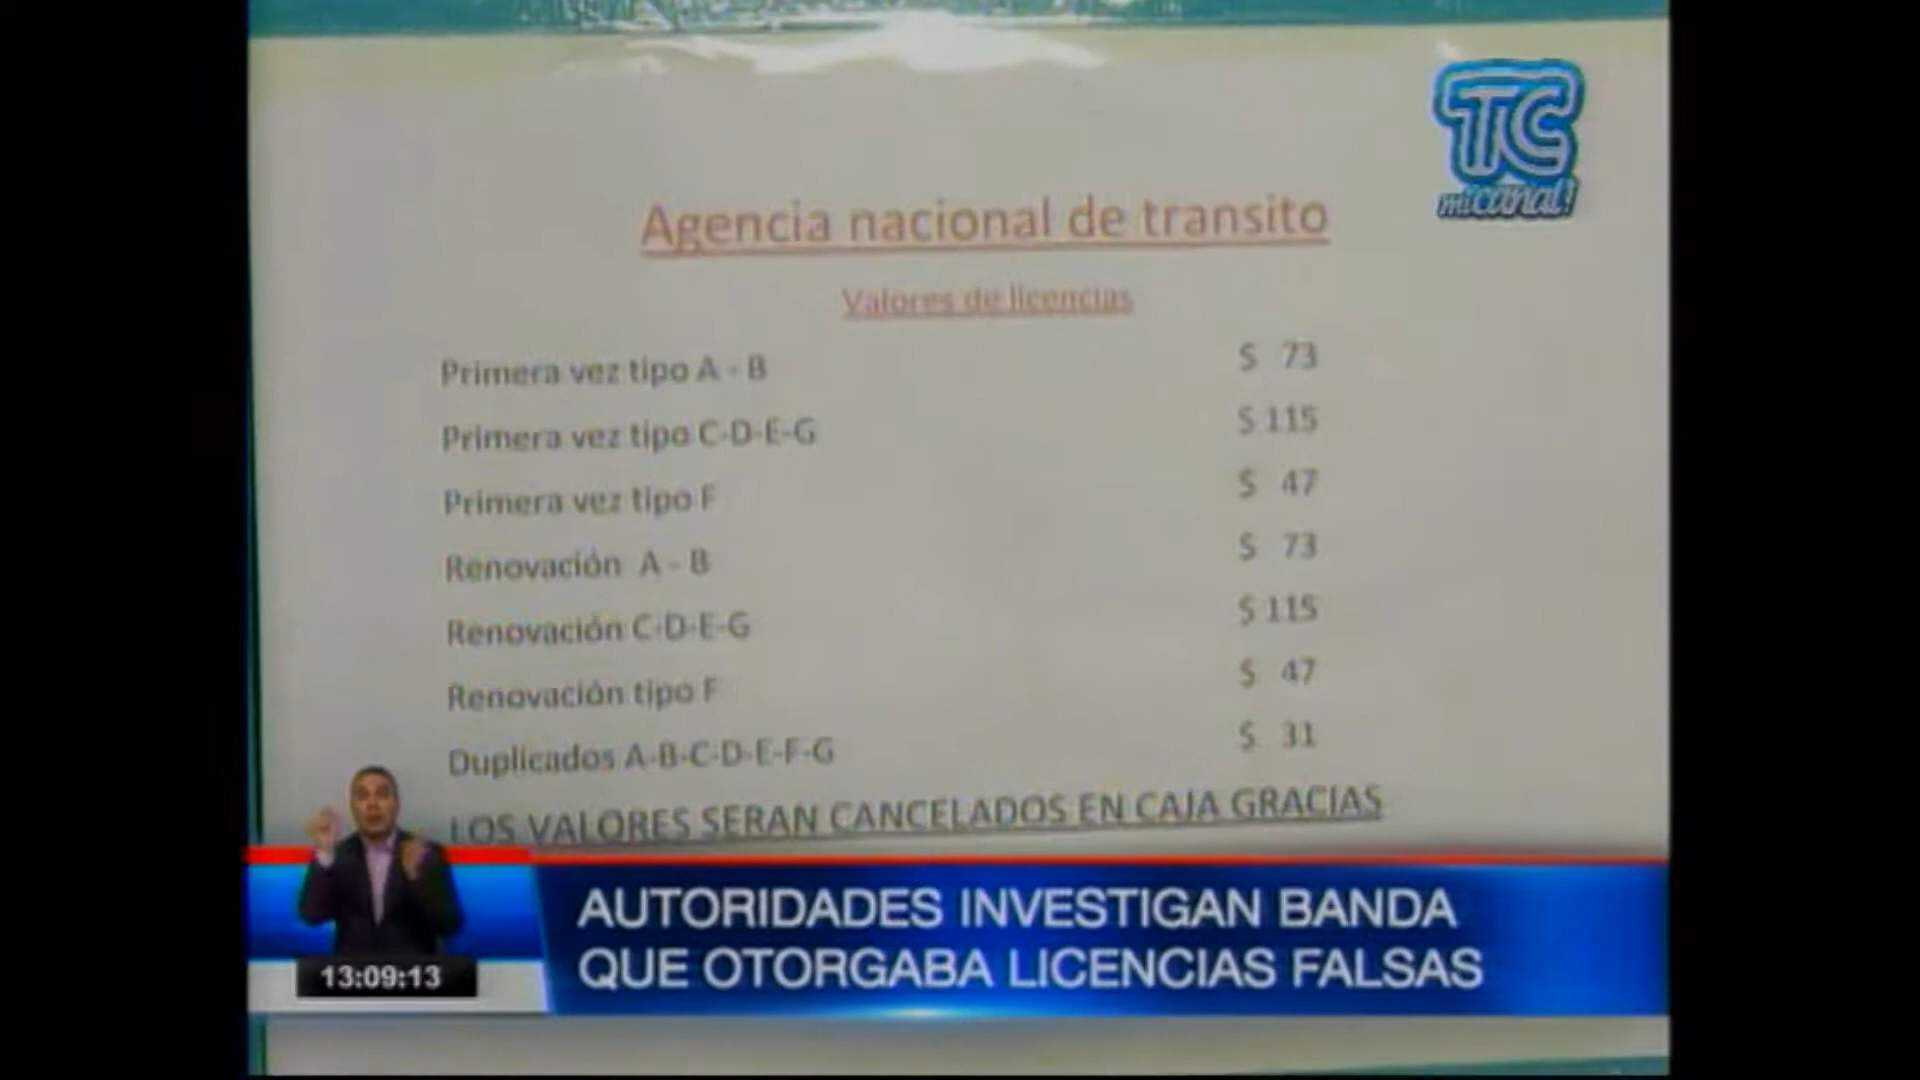 TC
mi canal!
Agencia nacional de transito
Valores de licencias
Primera vez tipo A - B $ 73
Primera vez tipo C-D-E-G $ 115
Primera vez tipo F $ 47
Renovación A - B $ 73
Renovación C-D-E-G $ 115
Renovación tipo F $ 47
Duplicados A-B-C-D-E-F-G $ 31
LOS VALORES SERAN CANCELADOS EN CAJA GRACIAS
AUTORIDADES INVESTIGAN BANDA
QUE OTORGABA LICENCIAS FALSAS
13:09:13